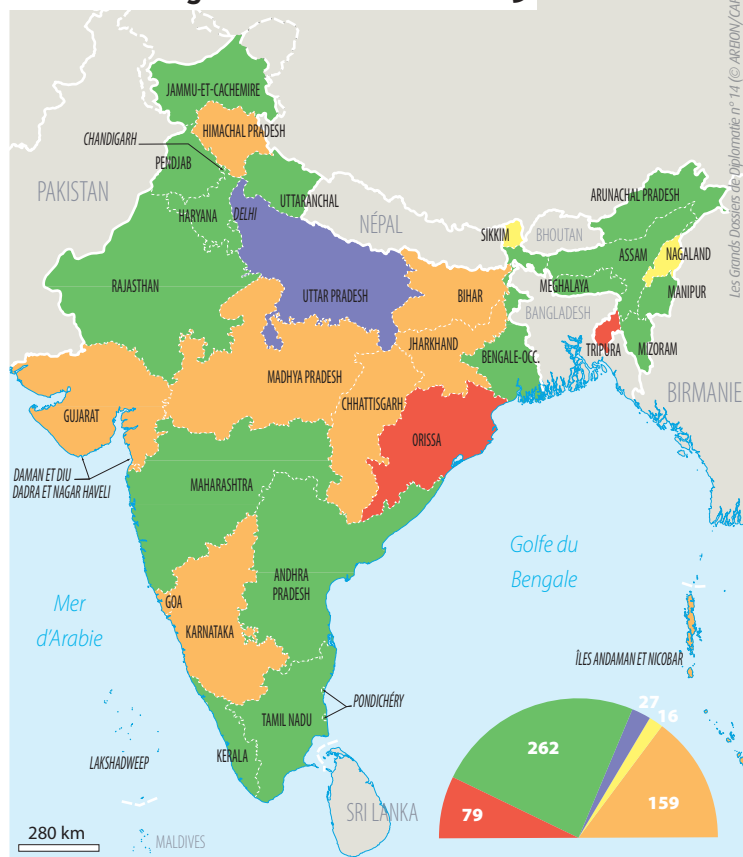 JAMMU-ET-CACHEMIRE
HIMACHAL PRADESH
CHANDIGARH
PENDJAB
PAKISTAN
UTTARANCHAL
HARYANA
DELHI
NÉPAL
ARUNACHAL PRADESH
SIKKIM
BHOUTAN
ASSAM
NAGALAND
RAJASTHAN
UTTAR PRADESH
BIHAR
MEGHALAYA
MANIPUR
BANGLADESH
JHARKHAND
BENGALE-OCC.
TRIPURA
MIZORAM
MADHYA PRADESH
CHHATTISGARH
BIRMANIE
GUJARAT
ORISSA
DAMAN ET DIU
DADRA ET NAGAR HAVELI
MAHARASHTRA
Golfe du
Bengale
ANDHRA
PRADESH
GOA
KARNATAKA
Mer
d'Arabie
ÎLES ANDAMAN ET NICOBAR
PONDICHÉRY
TAMIL NADU
KERALA
LAKSHADWEEP
SRI LANKA
MALDIVES
280 km
27
16
262
159
79
Les Grands Dossiers de Diplomatie n° 14 (© AREION/CAP